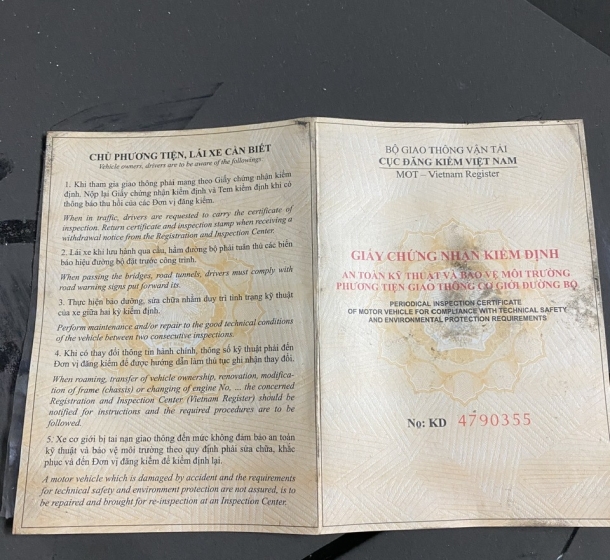 CHỦ PHƯƠNG TIỆN, LÁI XE CẦN BIẾT
Vehicle owners, drivers are to be aware of the followings
1. Khi tham gia giao thông phải mang theo Giấy chứng nhận kiểm
định. Nộp lại Giấy chứng nhận kiểm định và Tem kiểm định khi có
thông báo thu hồi của các Đơn vị đăng kiểm.
When in traffic, drivers are requested to carry the certificate of
inspection. Return certificate and inspection stamp when receiving a
withdrawal notice from the Registration and Inspection Center.
2. Lái xe khi lưu hành qua cầu, hầm đường bộ phải tuân thủ các biển
báo hiệu đường bộ đặt trước công trình.
When passing the bridges, road tunnels, drivers must comply with
road warning signs put forward its.
3. Thực hiện bảo dưỡng, sửa chữa nhằm duy trì tình trạng kỹ thuật
của xe giữa hai kỳ kiểm định.
Perform maintenance and/or repair to the good technical conditions
of the vehicle between two consecutive inspections.
4. Khi có thay đổi thông tin hành chính, thông số kỹ thuật phải đến
Đơn vị đăng kiểm để được hướng dẫn làm thủ tục ghi nhận thay đổi.
When roaming, transfer of vehicle ownership, renovation, modifica-
tion of frame (chassis) or changing of engine No, ... the concerned
Registration and Inspection Center (Vietnam Register) should be
notified for instructions and the required procedures are to be
followed.
5. Xe cơ giới bị tai nạn giao thông đến mức không đảm bảo an toàn
kỹ thuật và bảo vệ môi trường theo quy định phải sửa chữa, khắc
phục và đến Đơn vị đăng kiểm để kiểm định lại.
A motor vehicle which is damaged by accident and the requirements
for technical safety and environment protection are not assured, is to
be repaired and brought for re-inspection at an Inspection Center.
BỘ GIAO THÔNG VẬN TẢI
CỤC ĐĂNG KIỂM VIỆT NAM
MOT – Vietnam Register
GIẤY CHỨNG NHẬN KIỂM ĐỊNH
AN TOÀN KỸ THUẬT VÀ BẢO VỆ MÔI TRƯỜNG
PHƯƠNG TIỆN GIAO THÔNG CƠ GIỚI ĐƯỜNG BỘ
PERIODICAL INSPECTION CERTIFICATE
OF MOTOR VEHICLE FOR COMPLIANCE WITH TECHNICAL SAFETY
AND ENVIRONMENTAL PROTECTION REQUIREMENTS
No: KD 4790355